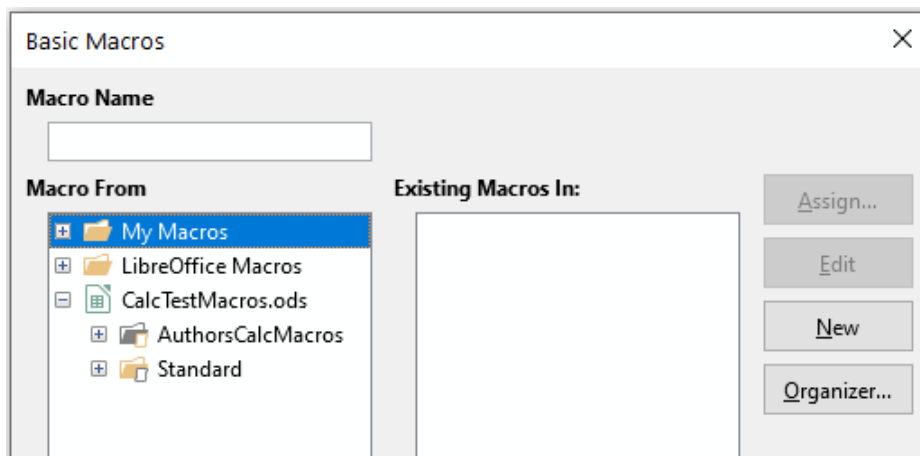 Basic Macros
Macro Name
Macro From
Existing Macros In:
My Macros
LibreOffice Macros
CalcTestMacros.ods
AuthorsCalcMacros
Standard
Assign...
Edit
New
Organizer...